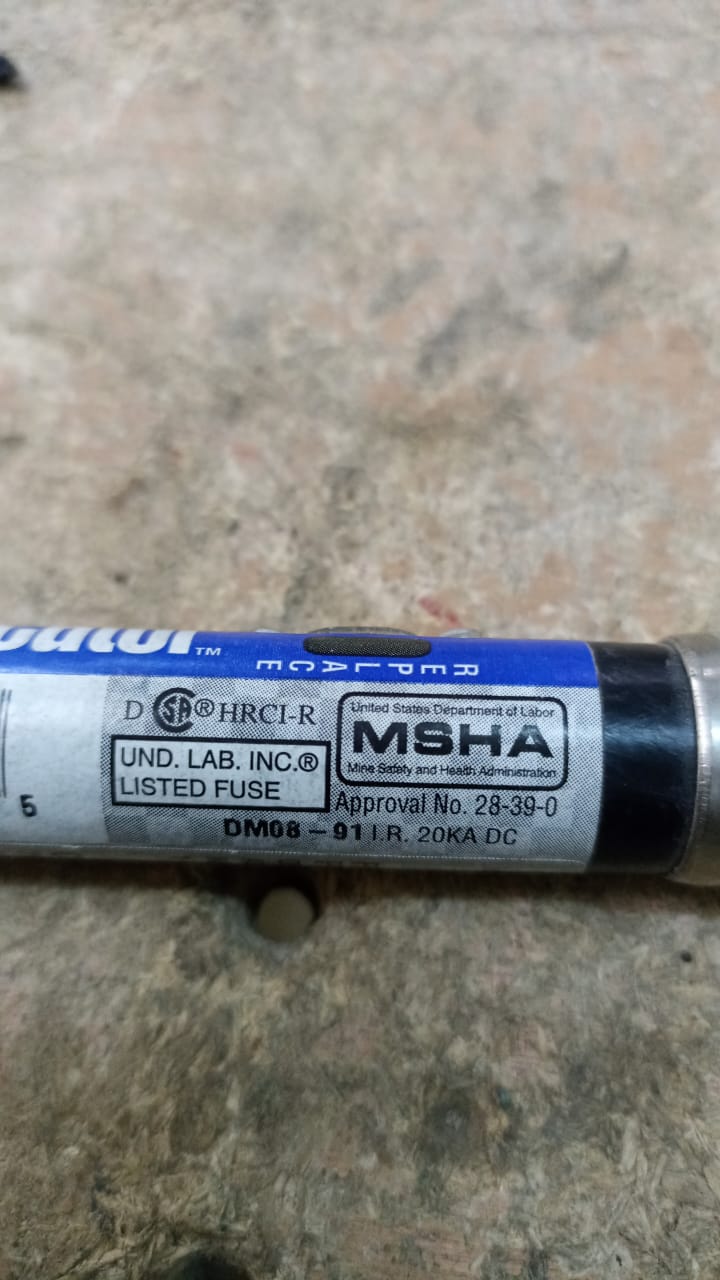 TM
REPLACE
D SA® HRCI-R
UND. LAB. INC.®
LISTED FUSE
5
United States Department of Labor
MSHA
Mine Safety and Health Administration
Approval No. 28-39-0
DM08 - 91 I.R. 20KA DC